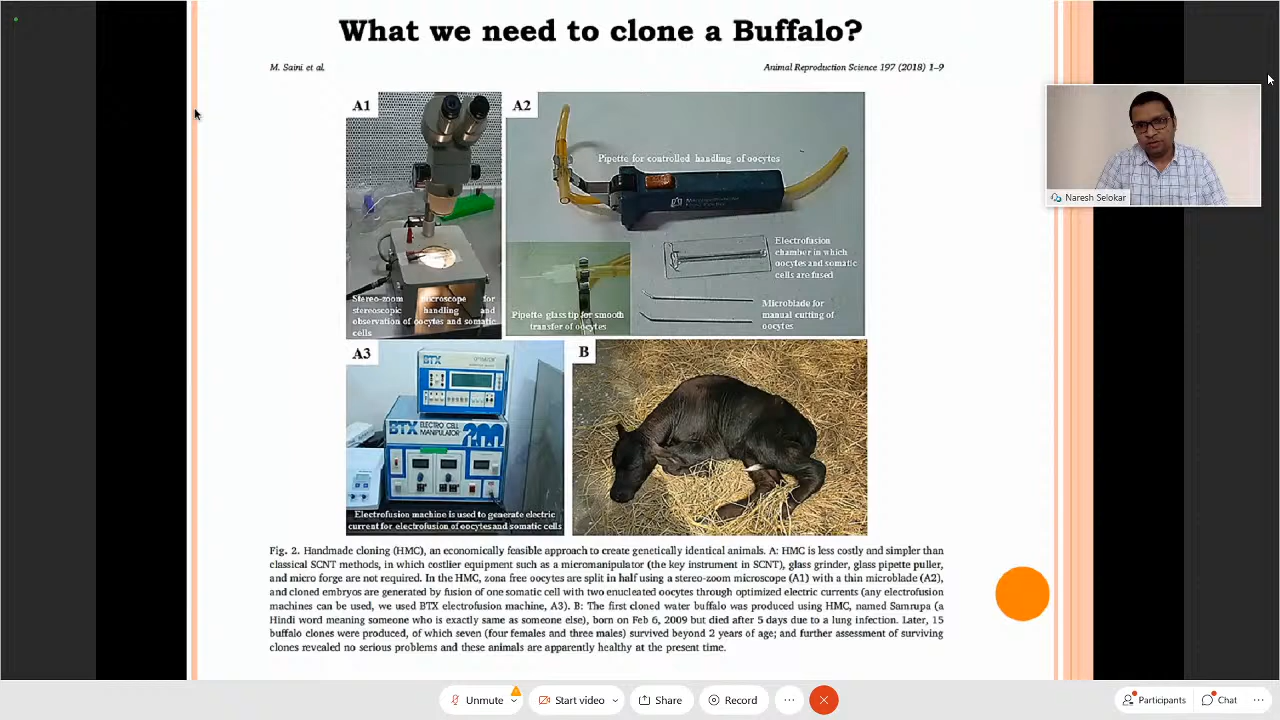 What we need to clone a Buffalo?
M. Saini et al.
Animal Reproduction Science 197 (2018) 1–9
A1
A2
Pipette for controlled handling of oocytes
Electrofusion
chamber in which
oocytes and somatic
cells are fused
Stereo-zoom microscope for
stereoscopic handling and
observation of oocytes and somatic
cells
Pipette glass tip for smooth
transfer of oocytes
Microblade for
manual cutting of
oocytes
Naresh Selokar
A3
B
BTX
BTX ELECTRO CELL
MANIPULATOR 200
Electrofusion machine is used to generate electric
current for electrofusion of oocytes and somatic cells
Fig. 2. Handmade cloning (HMC), an economically feasible approach to create genetically identical animals. A: HMC is less costly and simpler than
classical SCNT methods, in which costlier equipment such as a micromanipulator (the key instrument in SCNT), glass grinder, glass pipette puller,
and micro forge are not required. In the HMC, zona free oocytes are split in half using a stereo-zoom microscope (A1) with a thin microblade (A2),
and cloned embryos are generated by fusion of one somatic cell with two enucleated oocytes through optimized electric currents (any electrofusion
machines can be used, we used BTX electrofusion machine, A3). B: The first cloned water buffalo was produced using HMC, named Samrupa (a
Hindi word meaning someone who is exactly same as someone else), born on Feb 6, 2009 but died after 5 days due to a lung infection. Later, 15
buffalo clones were produced, of which seven (four females and three males) survived beyond 2 years of age; and further assessment of surviving
clones revealed no serious problems and these animals are apparently healthy at the present time.
Unmute
Start video
Share
Record
Participants
Chat